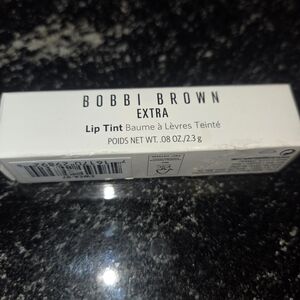 BOBBI BROWN
EXTRA
Lip Tint Baume à Lèvres Teinté
POIDS NET WT. .08 OZ./2.3 g